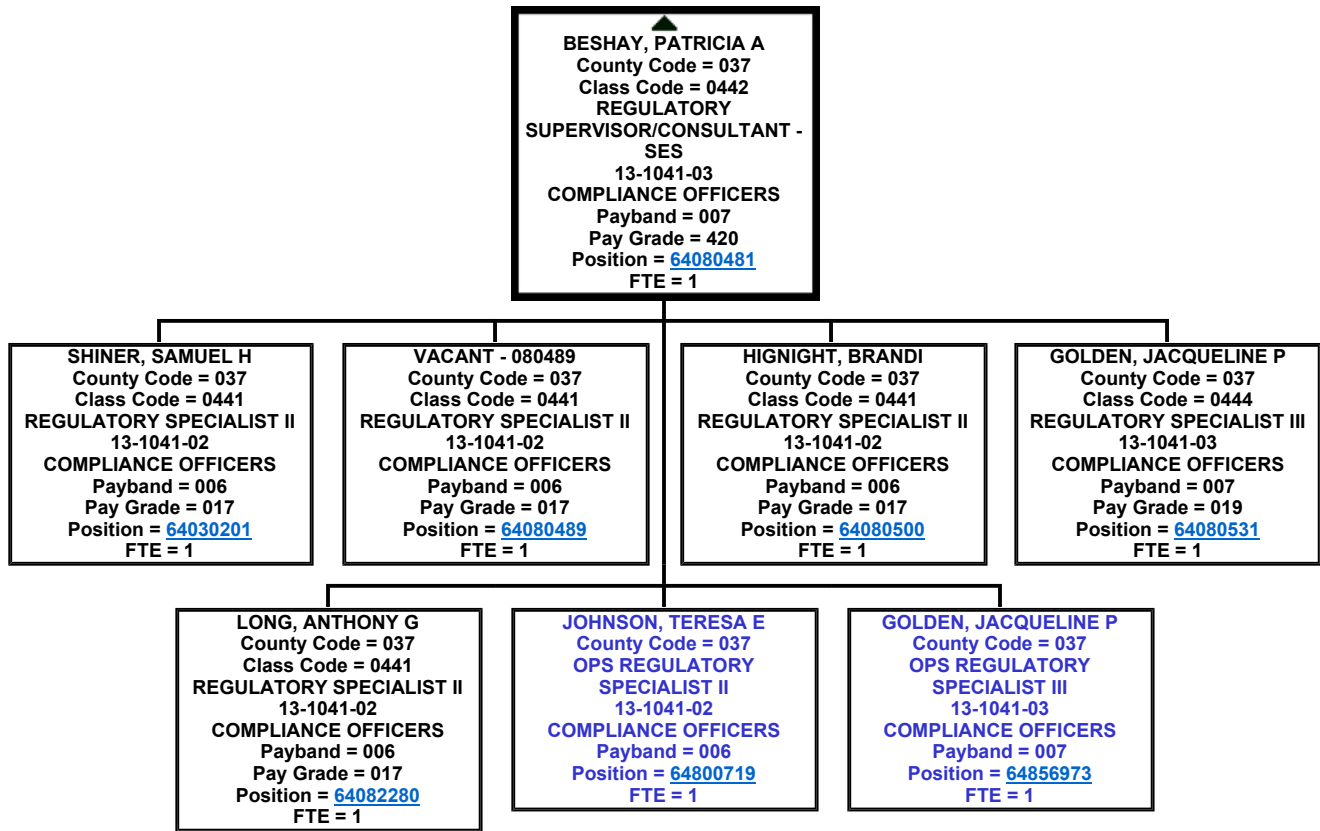 BESHAY, PATRICIA A
County Code = 037
Class Code = 0442
REGULATORY
SUPERVISOR/CONSULTANT -
SES
13-1041-03
COMPLIANCE OFFICERS
Payband = 007
Pay Grade = 420
Position = 64080481
FTE = 1
SHINER, SAMUEL H
County Code = 037
Class Code = 0441
REGULATORY SPECIALIST II
13-1041-02
COMPLIANCE OFFICERS
Payband = 006
Pay Grade = 017
Position = 64030201
FTE = 1
VACANT - 080489
County Code = 037
Class Code = 0441
REGULATORY SPECIALIST II
13-1041-02
COMPLIANCE OFFICERS
Payband = 006
Pay Grade = 017
Position = 64080489
FTE = 1
HIGNIGHT, BRANDI
County Code = 037
Class Code = 0441
REGULATORY SPECIALIST II
13-1041-02
COMPLIANCE OFFICERS
Payband = 006
Pay Grade = 017
Position = 64080500
FTE = 1
GOLDEN, JACQUELINE P
County Code = 037
Class Code = 0444
REGULATORY SPECIALIST III
13-1041-03
COMPLIANCE OFFICERS
Payband = 007
Pay Grade = 019
Position = 64080531
FTE = 1
LONG, ANTHONY G
County Code = 037
Class Code = 0441
REGULATORY SPECIALIST II
13-1041-02
COMPLIANCE OFFICERS
Payband = 006
Pay Grade = 017
Position = 64082280
FTE = 1
JOHNSON, TERESA E
County Code = 037
OPS REGULATORY
SPECIALIST II
13-1041-02
COMPLIANCE OFFICERS
Payband = 006
Position = 64800719
FTE = 1
GOLDEN, JACQUELINE P
County Code = 037
OPS REGULATORY
SPECIALIST III
13-1041-03
COMPLIANCE OFFICERS
Payband = 007
Position = 64856973
FTE = 1